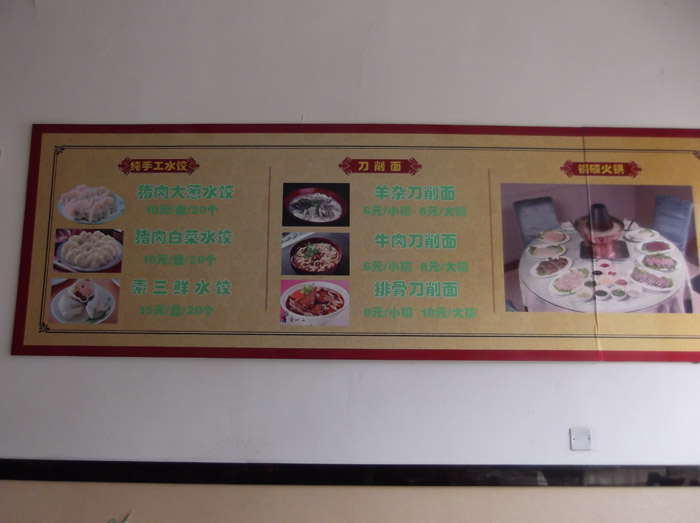 纯手工水饺
猪肉大葱水饺
10元/盘/20个
猪肉白菜水饺
10元/盘/20个
素三鲜水饺
15元/盘/20个
刀削面
羊杂刀削面
6元/小碗 8元/大碗
牛肉刀削面
6元/小碗 8元/大碗
排骨刀削面
8元/小碗 10元/大碗
铜碳火锅